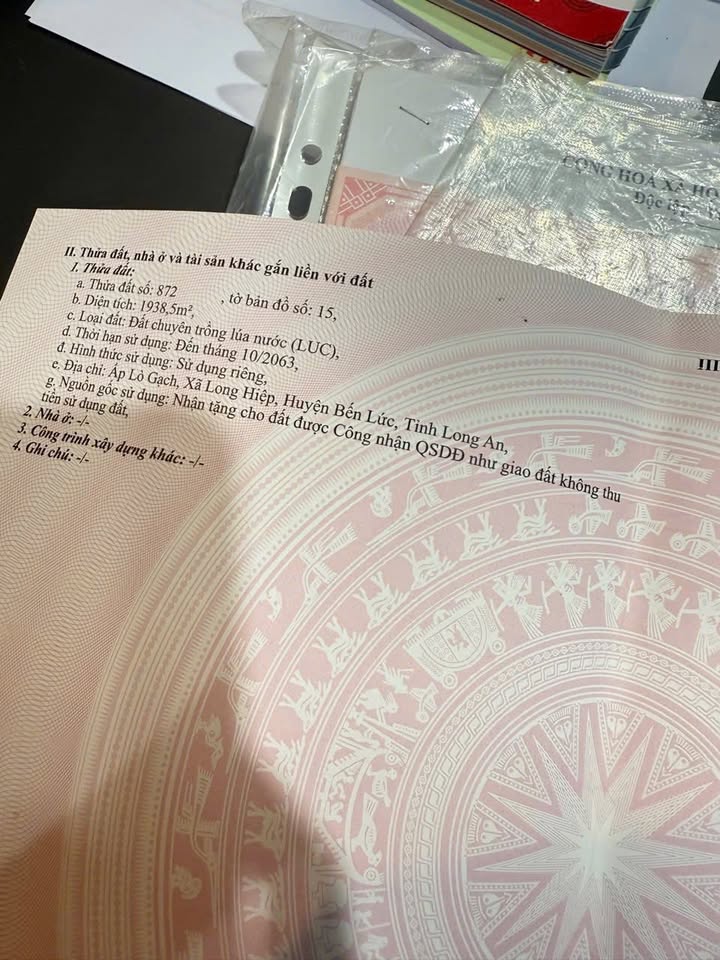 CỘNG HOÀ XÃ HỘ
Độc lập
II. Thửa đất, nhà ở và tài sản khác gắn liền với đất
1. Thửa đất:
a. Thửa đất số: 872 , tờ bản đồ số: 15,
b. Diện tích: 1938,5m²,
c. Loại đất: Đất chuyên trồng lúa nước (LUC),
d. Thời hạn sử dụng: Đến tháng 10/2063,
đ. Hình thức sử dụng: Sử dụng riêng,
e. Địa chỉ: Ấp Lò Gạch, Xã Long Hiệp, Huyện Bến Lức, Tỉnh Long An,
g. Nguồn gốc sử dụng: Nhận tặng cho đất được Công nhận QSDĐ như giao đất không thu
tiền sử dụng đất,
2. Nhà ở: -/-
3. Công trình xây dựng khác: -/-
4. Ghi chú: -/-
III